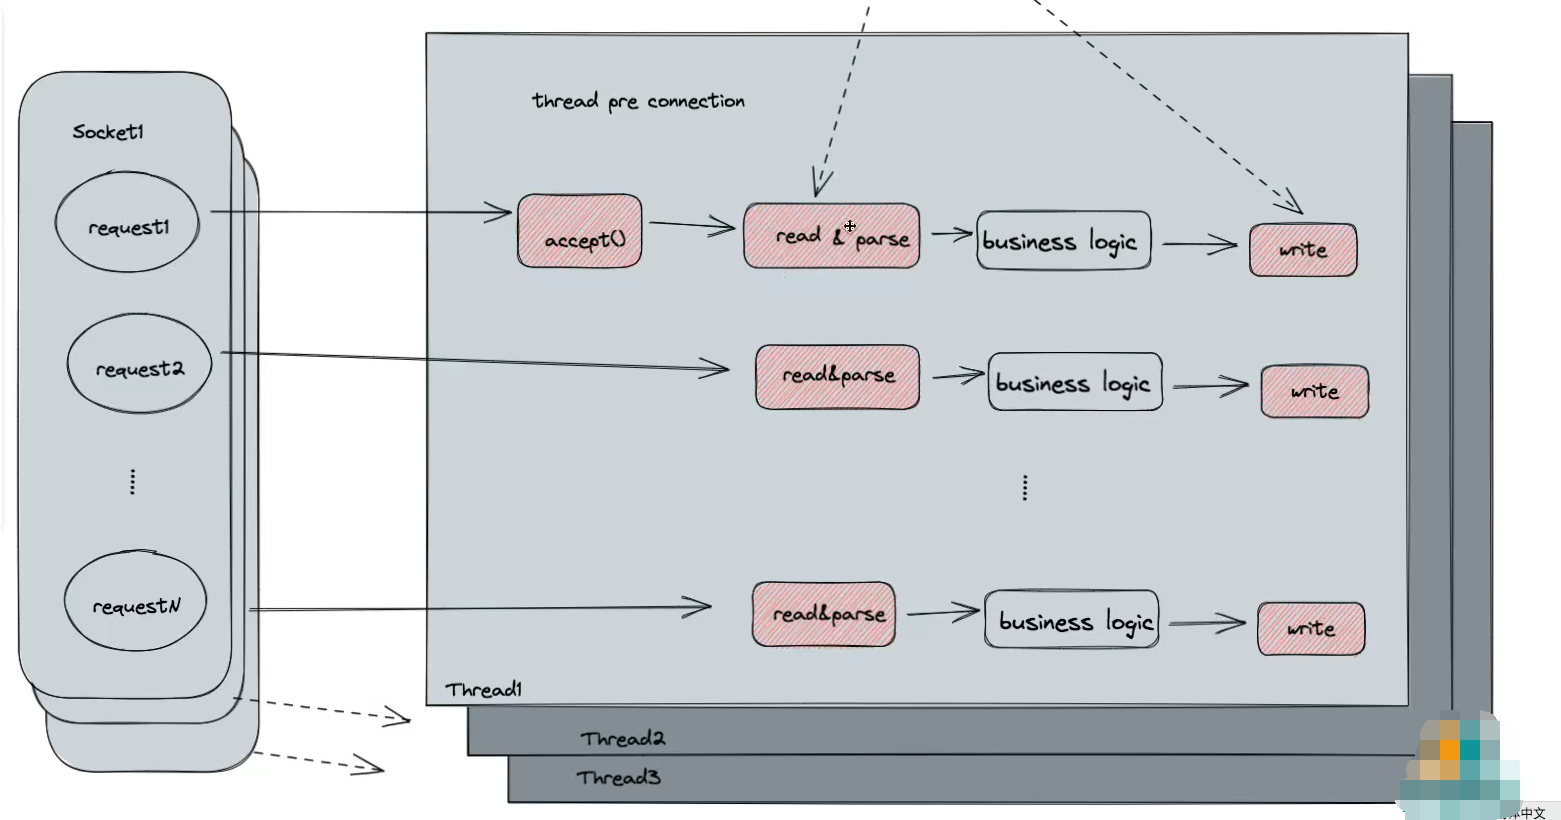 thread pre connection
Socket1
request1
accept()
read & parse
business logic
write
request2
read&parse
business logic
write
requestN
read&parse
business logic
write
Thread1
Thread2
Thread3
中文